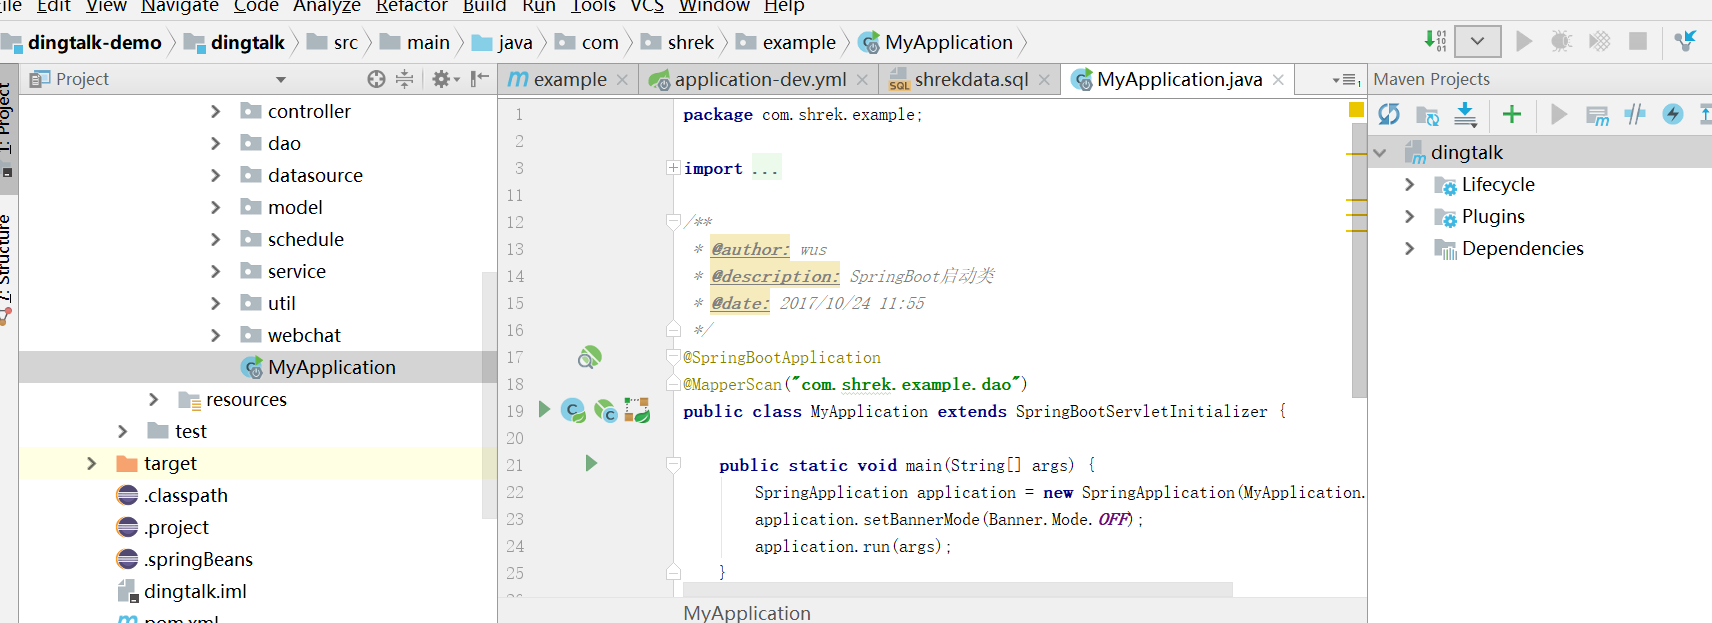 ile Edit View Navigate Code Analyze Refactor Build Run Tools VCS Window Help
dingtalk-demo dingtalk src main java com shrek example MyApplication
Project
example application-dev.yml shrekdata.sql MyApplication.java
Maven Projects
1: Project
7: Structure
controller
dao
datasource
model
schedule
service
util
webchat
MyApplication
resources
test
target
.classpath
.project
.springBeans
dingtalk.iml
pom.xml
1 package com.shrek.example;
2
3 import ...
11
12 /**
13 * @author: wus
14 * @description: SpringBoot启动类
15 * @date: 2017/10/24 11:55
16 */
17 @SpringBootApplication
18 @MapperScan("com.shrek.example.dao")
19 public class MyApplication extends SpringBootServletInitializer {
20
21 public static void main(String[] args) {
22 SpringApplication application = new SpringApplication(MyApplication.
23 application.setBannerMode(Banner.Mode.OFF);
24 application.run(args);
25 }
MyApplication
dingtalk
Lifecycle
Plugins
Dependencies